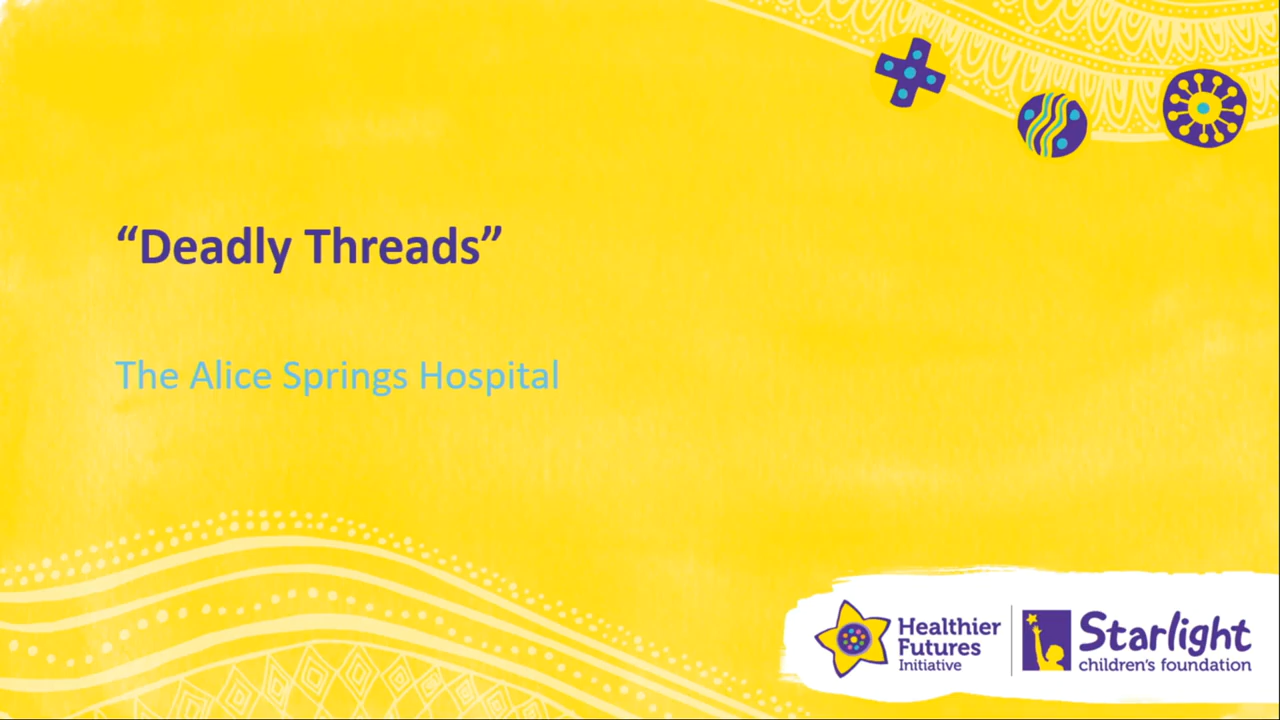 “Deadly Threads”
The Alice Springs Hospital
Healthier
Futures
Initiative
Starlight
children's foundation